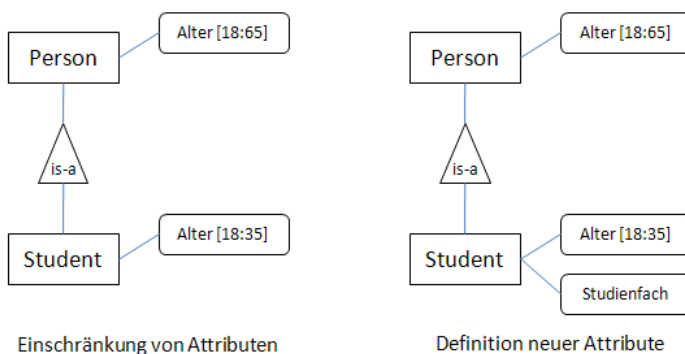 Alter [18:65]
Person
is-a
Alter [18:35]
Student
Einschränkung von Attributen
Alter [18:65]
Person
is-a
Alter [18:35]
Student
Studienfach
Definition neuer Attribute